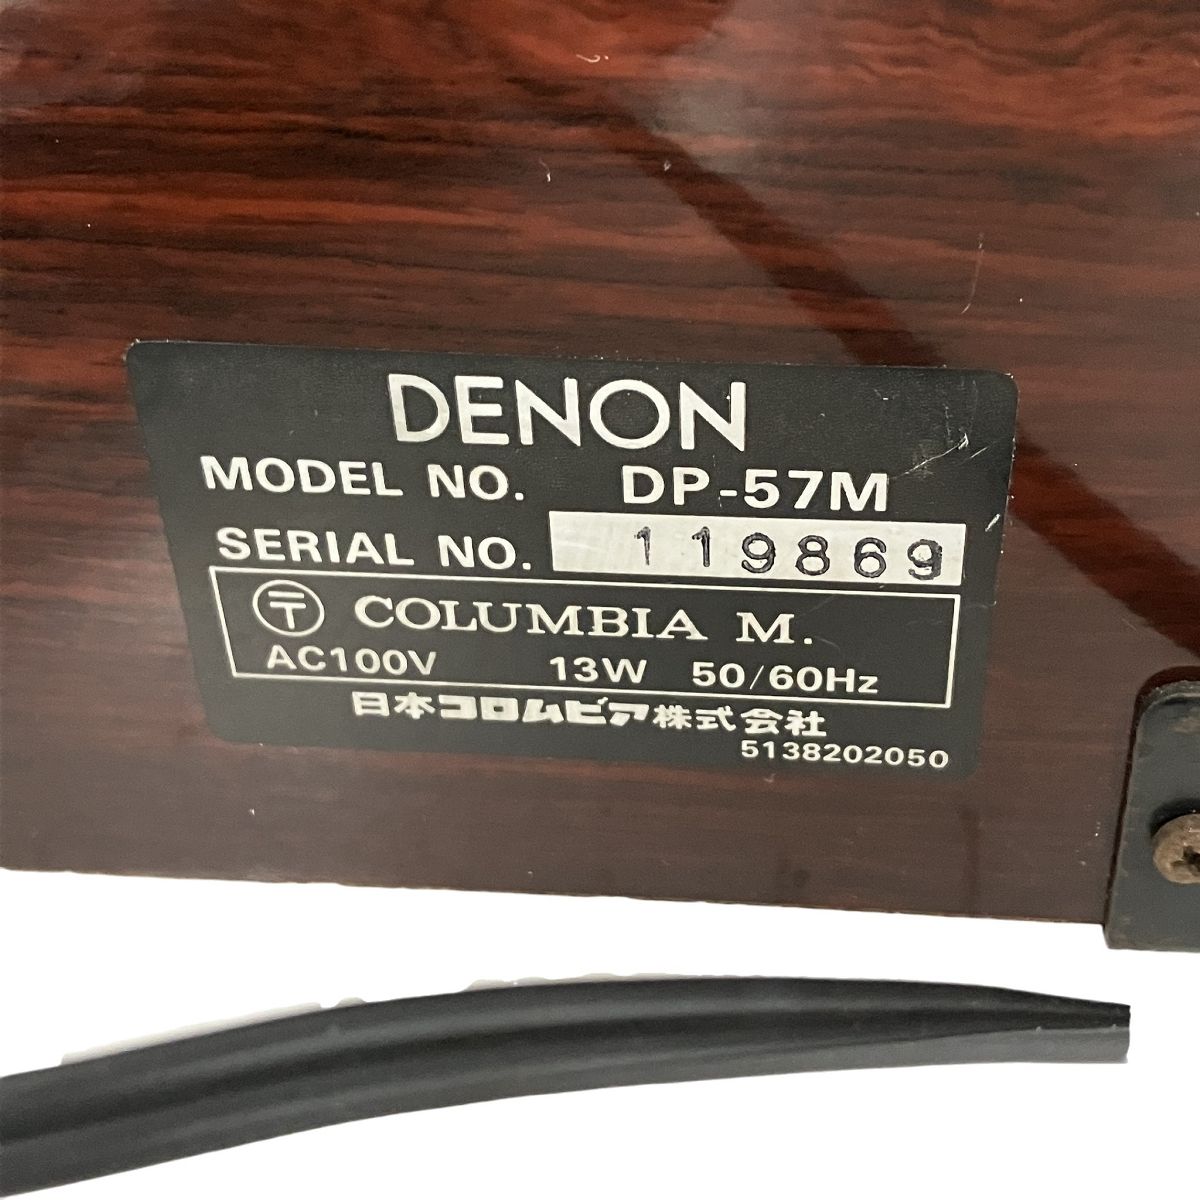 DENON
MODEL NO. DP-57M
SERIAL NO. 119869
〶 COLUMBIA M.
AC100V 13W 50/60Hz
日本コロムビア株式会社
5138202050